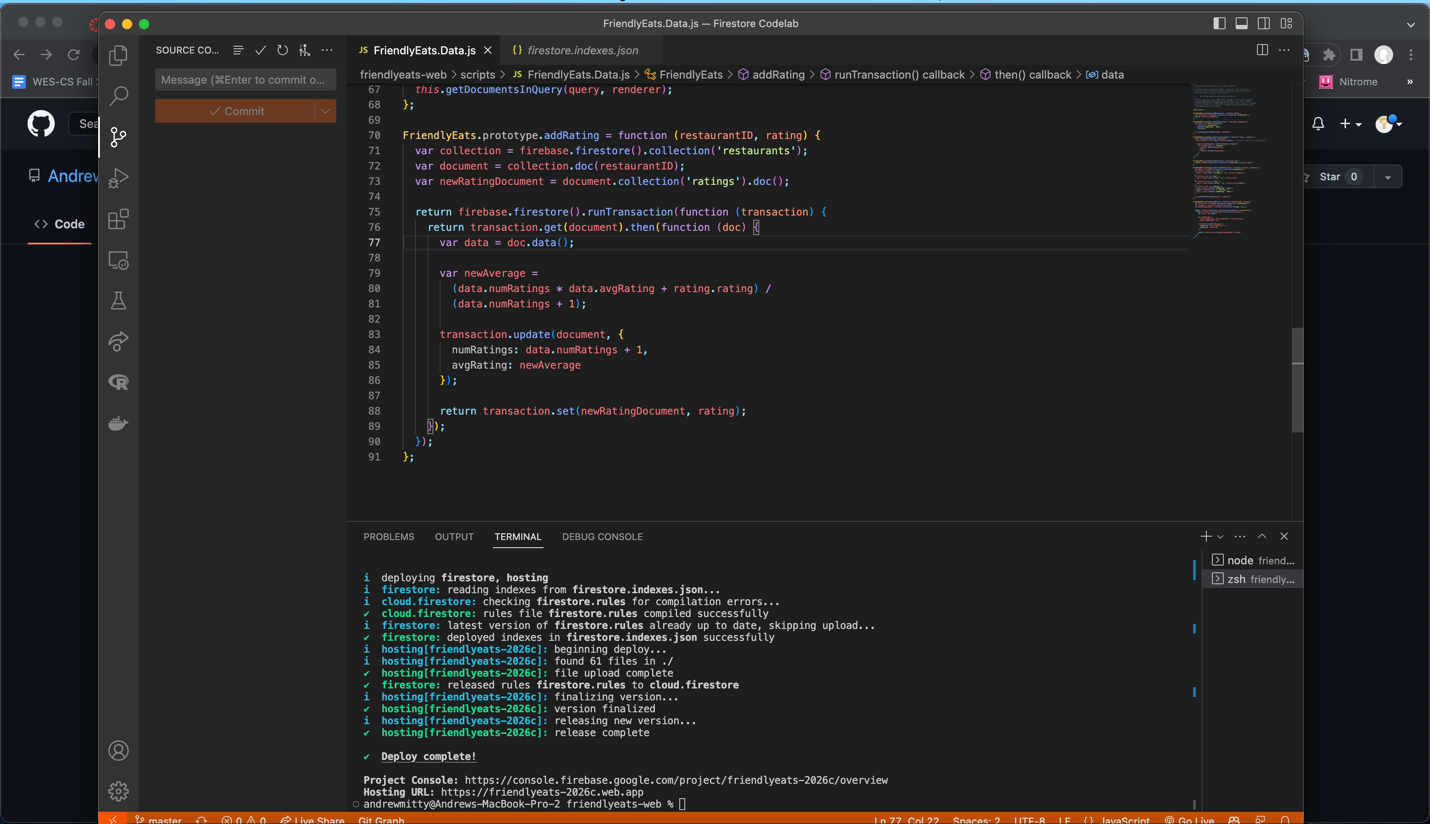 FriendlyEats.Data.js — Firestore Codelab
WES-CS Fall
Nitrome
»
Sea
Andrew
Star 0
<> Code
SOURCE CO...
Message (⌘Enter to commit o...
Commit
JS FriendlyEats.Data.js
{} firestore.indexes.json
friendlyeats-web > scripts > JS FriendlyEats.Data.js > FriendlyEats > addRating > runTransaction() callback > then() callback > data
67 this.getDocumentsInQuery(query, renderer);
68 };
69
70 FriendlyEats.prototype.addRating = function (restaurantID, rating) {
71 var collection = firebase.firestore().collection('restaurants');
72 var document = collection.doc(restaurantID);
73 var newRatingDocument = document.collection('ratings').doc();
74
75 return firebase.firestore().runTransaction(function (transaction) {
76 return transaction.get(document).then(function (doc) {
77 var data = doc.data();
78
79 var newAverage =
80 (data.numRatings * data.avgRating + rating.rating) /
81 (data.numRatings + 1);
82
83 transaction.update(document, {
84 numRatings: data.numRatings + 1,
85 avgRating: newAverage
86 });
87
88 return transaction.set(newRatingDocument, rating);
89 });
90 });
91 };
PROBLEMS OUTPUT TERMINAL DEBUG CONSOLE
node friend...
zsh friendly...
i deploying firestore, hosting
i firestore: reading indexes from firestore.indexes.json...
i cloud.firestore: checking firestore.rules for compilation errors...
✔ cloud.firestore: rules file firestore.rules compiled successfully
i firestore: latest version of firestore.rules already up to date, skipping upload...
✔ firestore: deployed indexes in firestore.indexes.json successfully
i hosting[friendlyeats-2026c]: beginning deploy...
i hosting[friendlyeats-2026c]: found 61 files in ./
✔ hosting[friendlyeats-2026c]: file upload complete
✔ firestore: released rules firestore.rules to cloud.firestore
i hosting[friendlyeats-2026c]: finalizing version...
✔ hosting[friendlyeats-2026c]: version finalized
i hosting[friendlyeats-2026c]: releasing new version...
✔ hosting[friendlyeats-2026c]: release complete
✔ Deploy complete!
Project Console: https://console.firebase.google.com/project/friendlyeats-2026c/overview
Hosting URL: https://friendlyeats-2026c.web.app
andrewmitty@Andrews-MacBook-Pro-2 friendlyeats-web %
master 0 0 Live Share Git Graph Ln 77, Col 22 Spaces: 2 UTF-8 LF {} JavaScript Go Live